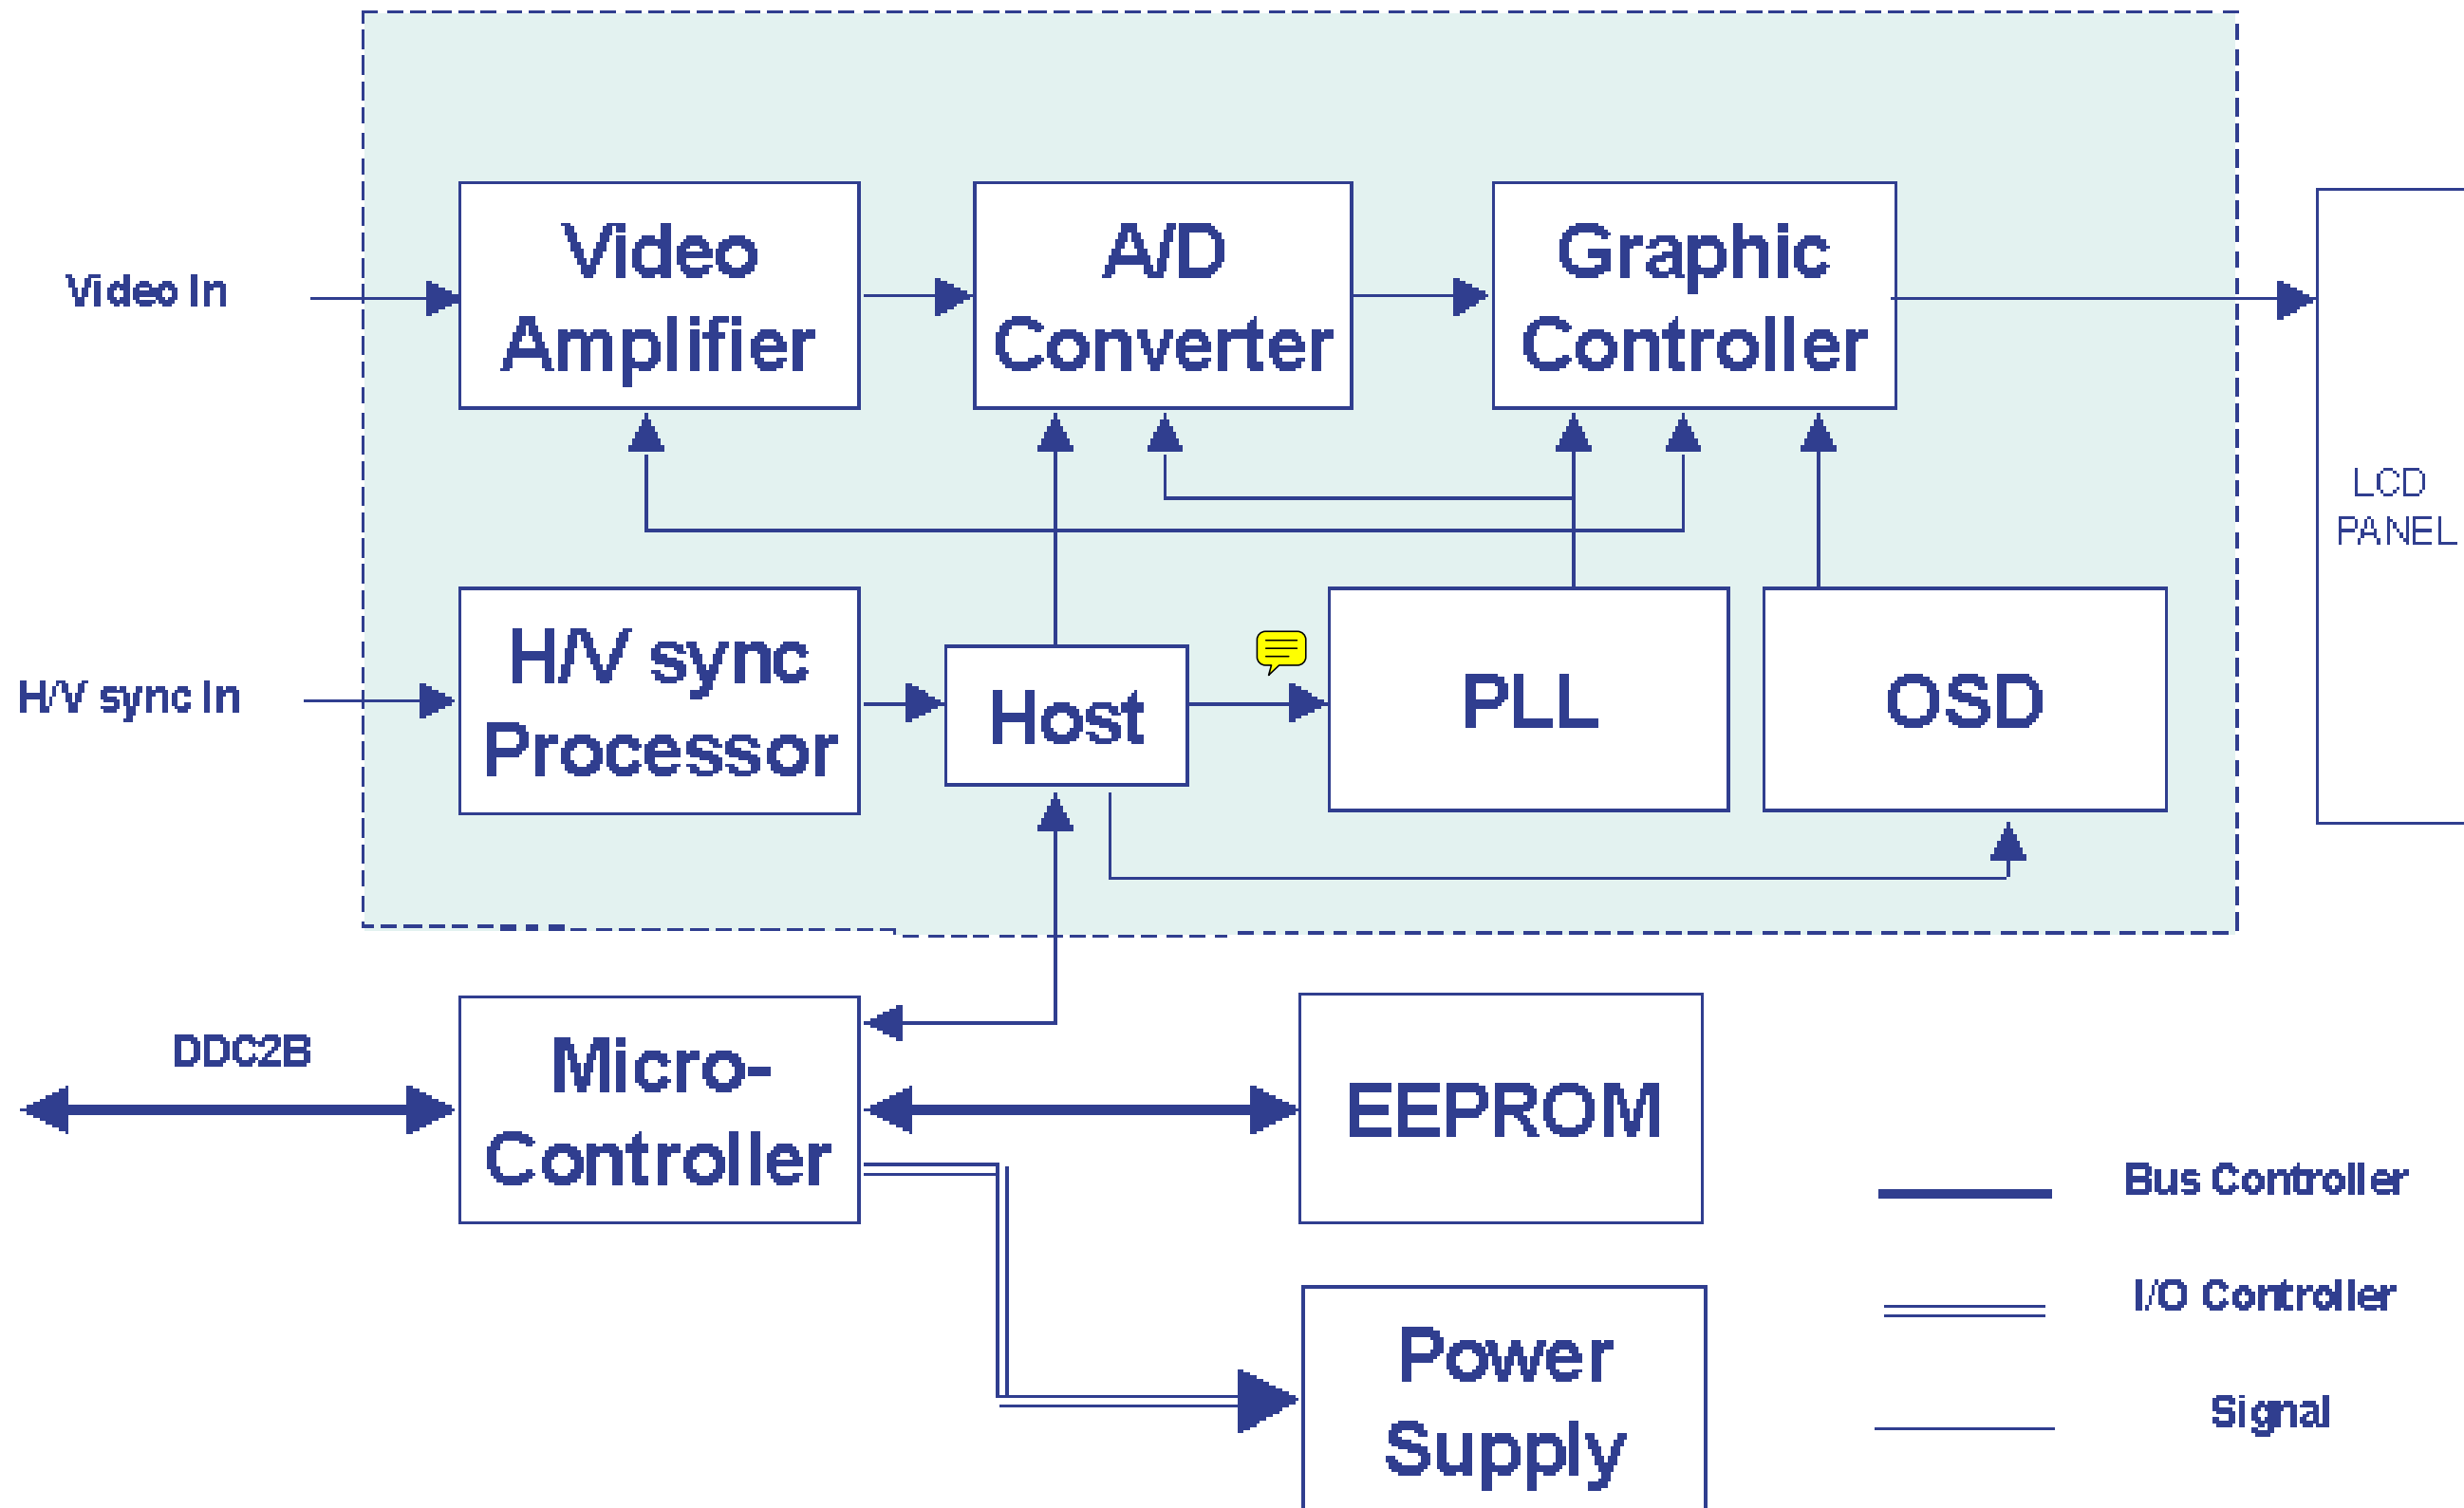 Video
Amplifier
A/D
Converter
Graphic
Controller
Video In
LCD
PANEL
H/V sync
Processor
Host
PLL
OSD
H/V sync In
DDC2B
Micro-
Controller
EEPROM
Bus Controller
I/O Controller
Power
Supply
Signal